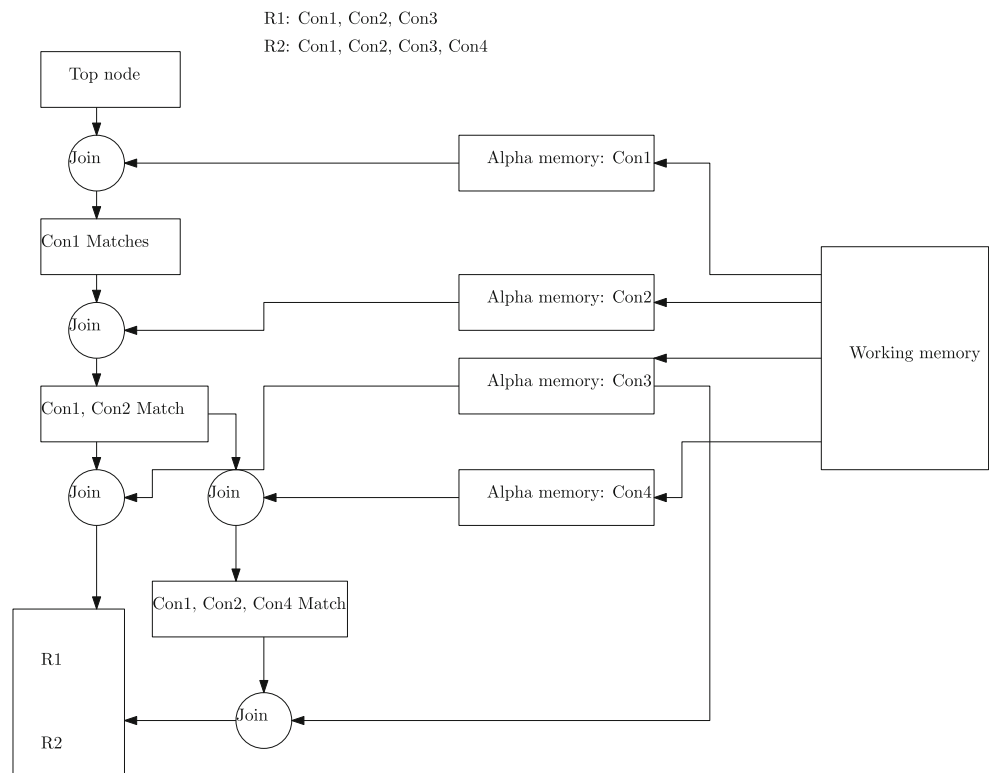 R1: Con1, Con2, Con3
R2: Con1, Con2, Con3, Con4
Top node
Join
Alpha memory: Con1
Con1 Matches
Alpha memory: Con2
Join
Working memory
Alpha memory: Con3
Con1, Con2 Match
Join
Join
Alpha memory: Con4
Con1, Con2, Con4 Match
R1
Join
R2